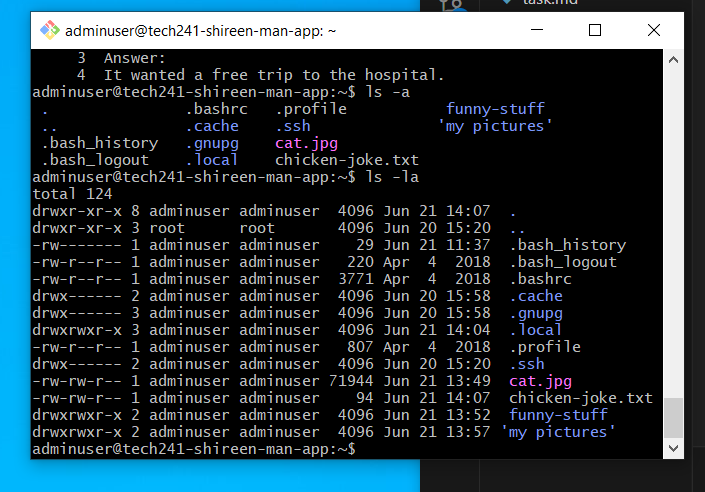 task.md
adminuser@tech241-shireen-man-app: ~
3 Answer:
4 It wanted a free trip to the hospital.
adminuser@tech241-shireen-man-app:~$ ls -a
. .bashrc .profile funny-stuff
.. .cache .ssh 'my pictures'
.bash_history .gnupg cat.jpg
.bash_logout .local chicken-joke.txt
adminuser@tech241-shireen-man-app:~$ ls -la
total 124
drwxr-xr-x 8 adminuser adminuser 4096 Jun 21 14:07 .
drwxr-xr-x 3 root root 4096 Jun 20 15:20 ..
-rw------- 1 adminuser adminuser 29 Jun 21 11:37 .bash_history
-rw-r--r-- 1 adminuser adminuser 220 Apr 4 2018 .bash_logout
-rw-r--r-- 1 adminuser adminuser 3771 Apr 4 2018 .bashrc
drwx------ 2 adminuser adminuser 4096 Jun 20 15:58 .cache
drwx------ 3 adminuser adminuser 4096 Jun 20 15:58 .gnupg
drwxrwxr-x 3 adminuser adminuser 4096 Jun 21 14:04 .local
-rw-r--r-- 1 adminuser adminuser 807 Apr 4 2018 .profile
drwx------ 2 adminuser adminuser 4096 Jun 20 15:20 .ssh
-rw-rw-r-- 1 adminuser adminuser 71944 Jun 21 13:49 cat.jpg
-rw-rw-r-- 1 adminuser adminuser 94 Jun 21 14:07 chicken-joke.txt
drwxrwxr-x 2 adminuser adminuser 4096 Jun 21 13:52 funny-stuff
drwxrwxr-x 2 adminuser adminuser 4096 Jun 21 13:57 'my pictures'
adminuser@tech241-shireen-man-app:~$